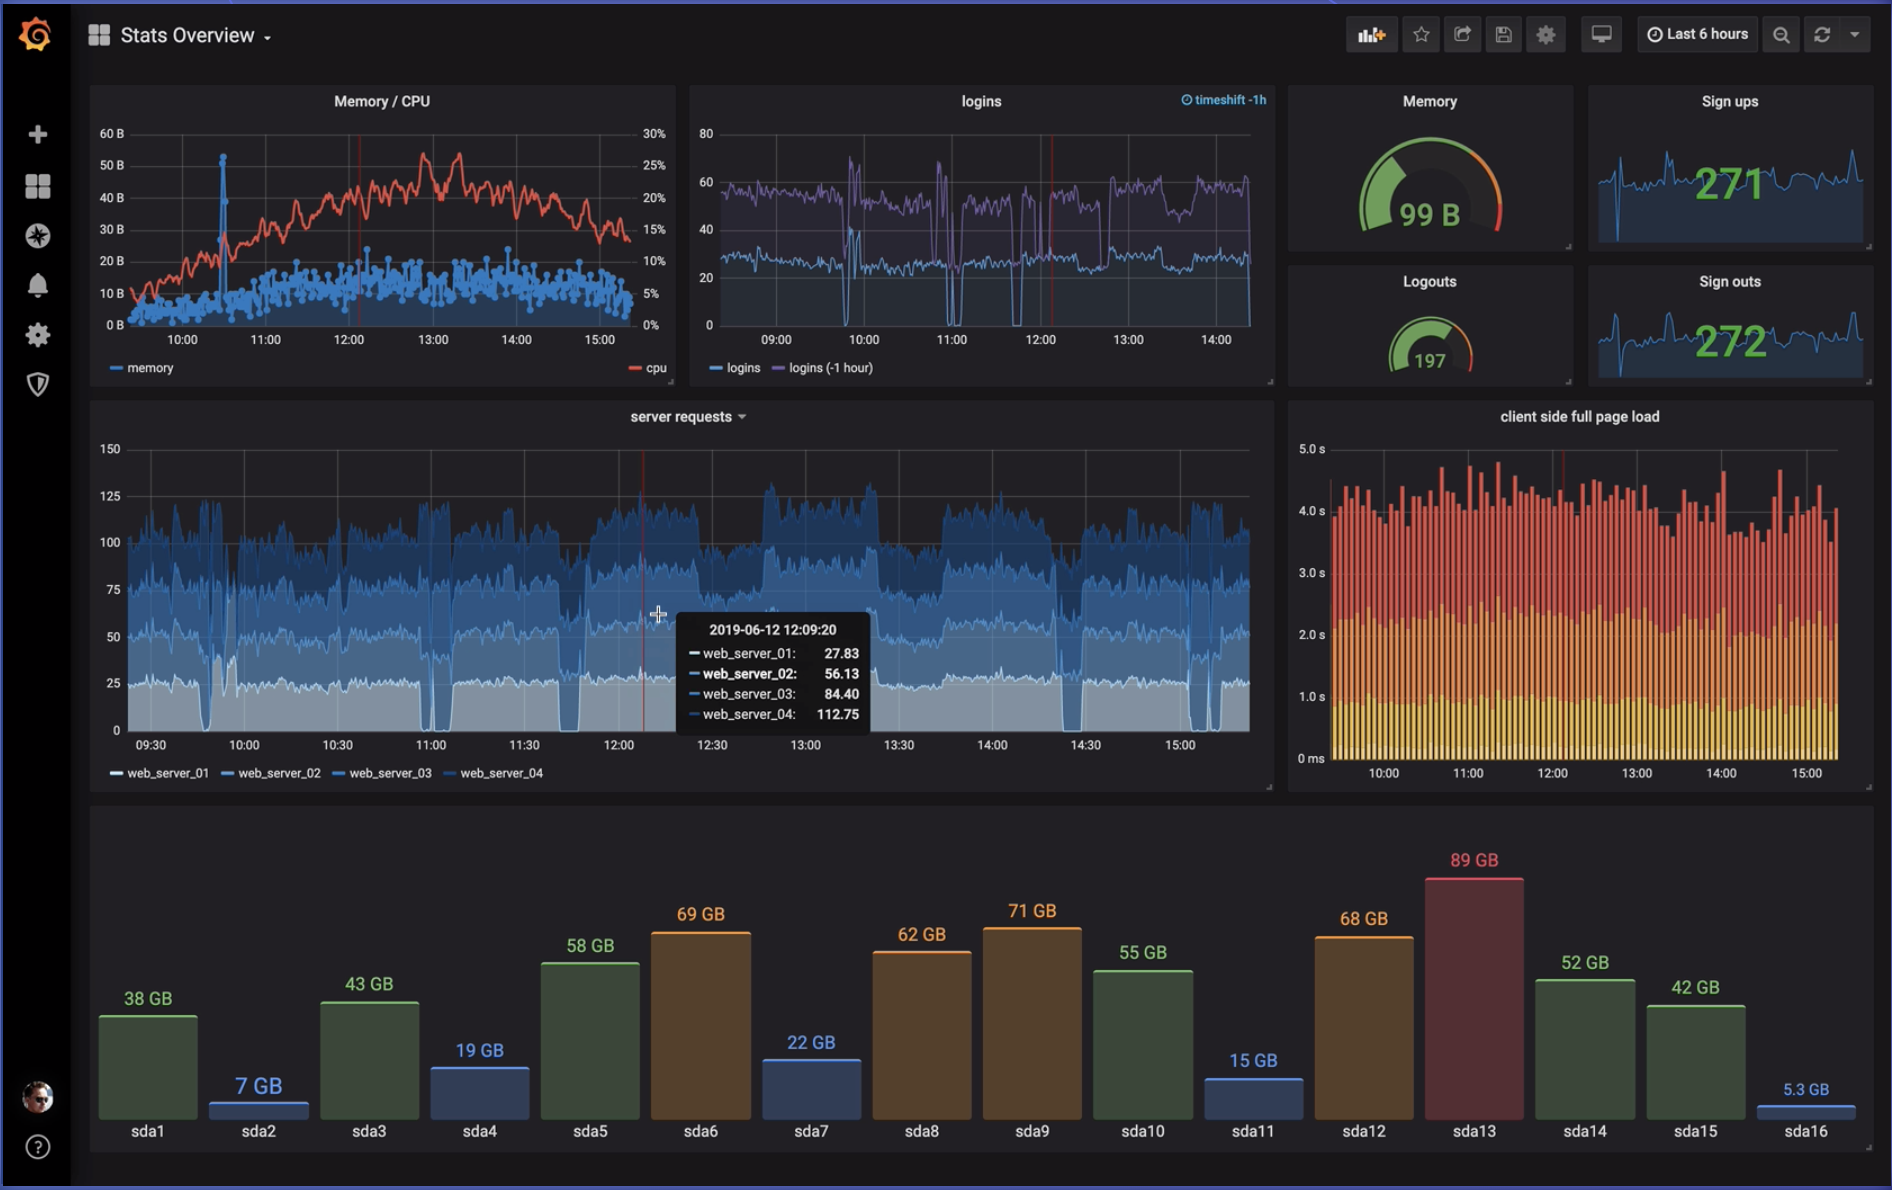 Stats Overview
Last 6 hours
Memory / CPU
60 B
50 B
40 B
30 B
20 B
10 B
0 B
30%
25%
20%
15%
10%
5%
0%
10:00 11:00 12:00 13:00 14:00 15:00
memory cpu
logins
timeshift -1h
80
60
40
20
0
09:00 10:00 11:00 12:00 13:00 14:00
logins logins (-1 hour)
Memory
99 B
Sign ups
271
Logouts
197
Sign outs
272
server requests
150
125
100
75
50
25
0
09:30 10:00 10:30 11:00 11:30 12:00 12:30 13:00 13:30 14:00 14:30 15:00
2019-06-12 12:09:20
web_server_01: 27.83
web_server_02: 56.13
web_server_03: 84.40
web_server_04: 112.75
web_server_01 web_server_02 web_server_03 web_server_04
client side full page load
5.0 s
4.0 s
3.0 s
2.0 s
1.0 s
0 ms
10:00 11:00 12:00 13:00 14:00 15:00
38 GB 7 GB 43 GB 19 GB 58 GB 69 GB 22 GB 62 GB 71 GB 55 GB 15 GB 68 GB 89 GB 52 GB 42 GB 5.3 GB
sda1 sda2 sda3 sda4 sda5 sda6 sda7 sda8 sda9 sda10 sda11 sda12 sda13 sda14 sda15 sda16